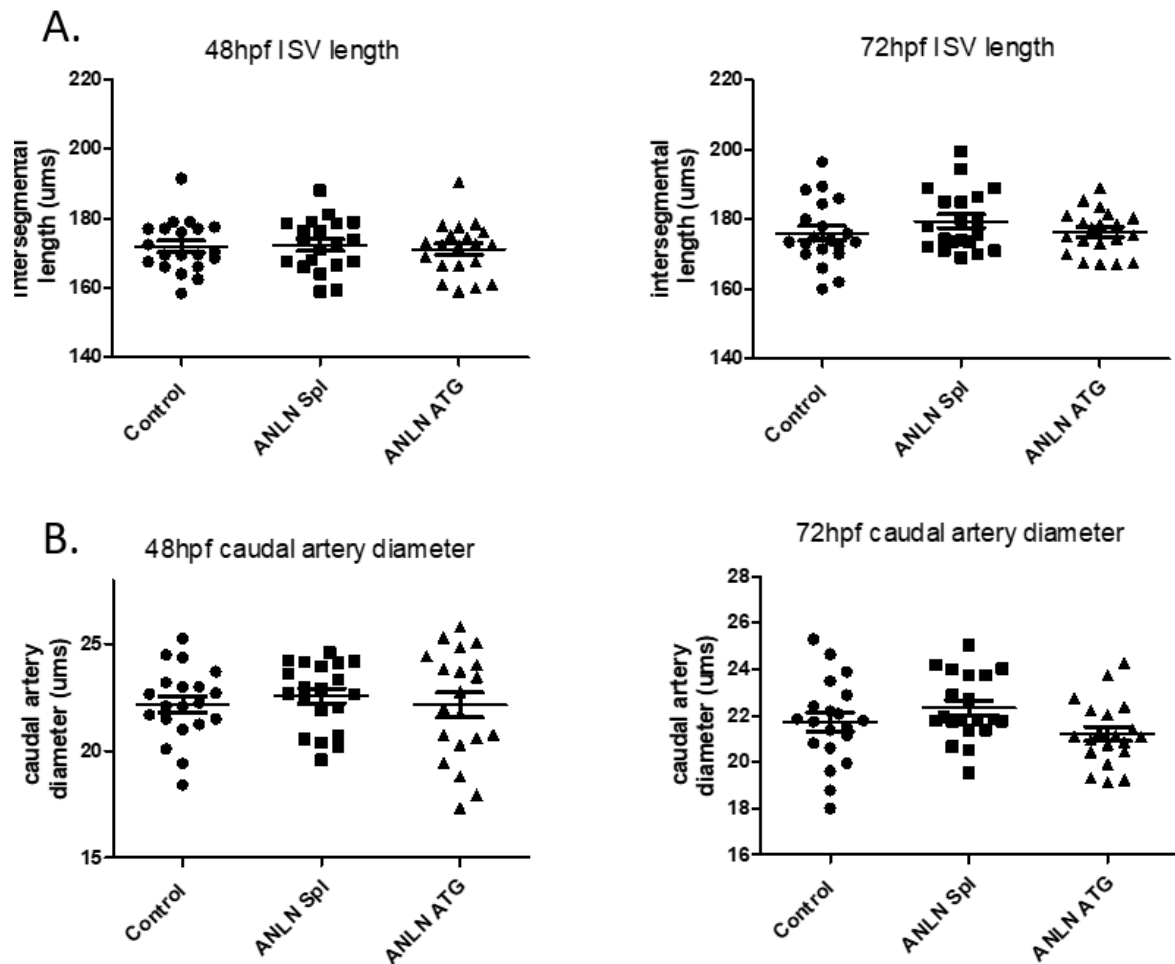 A.
48hpf ISV length
intersegmental
length (ums)
220
200
180
160
140
Control
ANLN Spl
ANLN ATG
72hpf ISV length
intersegmental
length (ums)
220
200
180
160
140
Control
ANLN Spl
ANLN ATG
B.
48hpf caudal artery diameter
caudal artery
diameter (ums)
25
20
15
Control
ANLN Spl
ANLN ATG
72hpf caudal artery diameter
caudal artery
diameter (ums)
28
26
24
22
20
18
16
Control
ANLN Spl
ANLN ATG